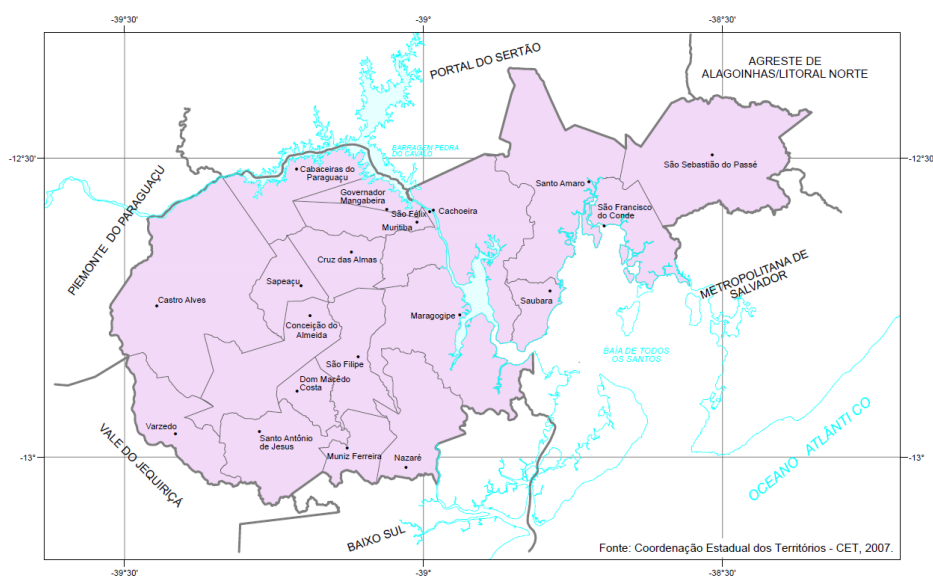 -39°30'
-39°
-38°30'
PORTAL DO SERTÃO
AGRESTE DE
ALAGOINHAS/LITORAL NORTE
-12°30'
-12°30'
BARRAGEM PEDRA
DO CAVALO
São Sebastião do Passé
Cabaceiras do
Paraguaçu
Santo Amaro
PIEMONTE DO PARAGUAÇU
Governador
Mangabeira
São Félix
Cachoeira
Muritiba
São Francisco
do Conde
Cruz das Almas
METROPOLITANA DE
SALVADOR
Sapeaçu
Castro Alves
Saubara
Maragogipe
Conceição do
Almeida
BAÍA DE TODOS
OS SANTOS
São Filipe
Dom Macêdo
Costa
OCEANO ATLÂNTICO
Varzedo
VALE DO JEQUIRIÇÁ
Santo Antônio
de Jesus
Muniz Ferreira
Nazaré
-13°
-13°
BAIXO SUL
Fonte: Coordenação Estadual dos Territórios - CET, 2007.
-39°30'
-39°
-38°30'